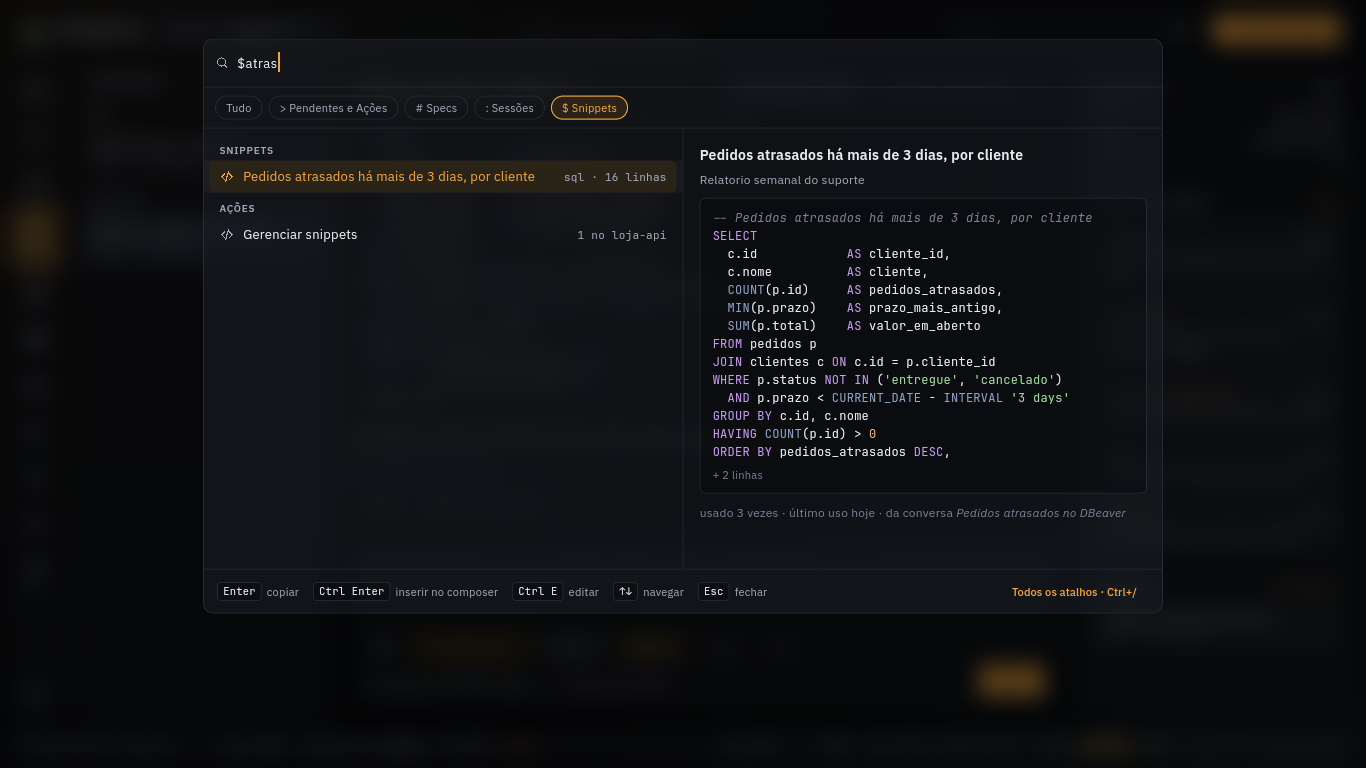 $atras
Tudo
> Pendentes e Ações
# Specs
: Sessões
$ Snippets
SNIPPETS
Pedidos atrasados há mais de 3 dias, por cliente
sql · 16 linhas
AÇÕES
Gerenciar snippets
1 no loja-api
Pedidos atrasados há mais de 3 dias, por cliente
Relatorio semanal do suporte
-- Pedidos atrasados há mais de 3 dias, por cliente
SELECT
  c.id            AS cliente_id,
  c.nome          AS cliente,
  COUNT(p.id)     AS pedidos_atrasados,
  MIN(p.prazo)    AS prazo_mais_antigo,
  SUM(p.total)    AS valor_em_aberto
FROM pedidos p
JOIN clientes c ON c.id = p.cliente_id
WHERE p.status NOT IN ('entregue', 'cancelado')
  AND p.prazo < CURRENT_DATE - INTERVAL '3 days'
GROUP BY c.id, c.nome
HAVING COUNT(p.id) > 0
ORDER BY pedidos_atrasados DESC,
+ 2 linhas
usado 3 vezes · último uso hoje · da conversa Pedidos atrasados no DBeaver
Enter copiar
Ctrl Enter inserir no composer
Ctrl E editar
↑↓ navegar
Esc fechar
Todos os atalhos · Ctrl+/